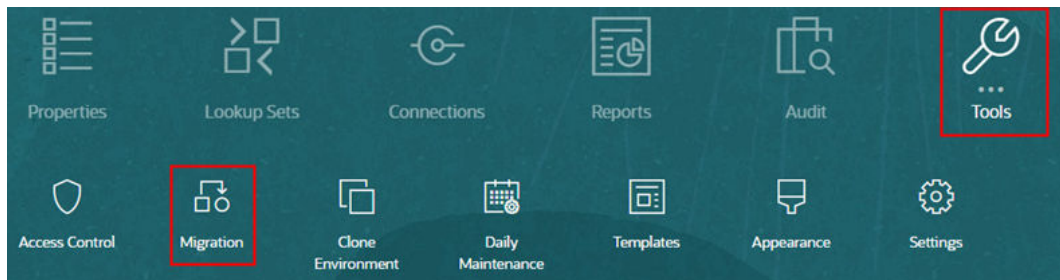 Properties
Lookup Sets
Connections
Reports
Audit
Tools
Access Control
Migration
Clone
Environment
Daily
Maintenance
Templates
Appearance
Settings